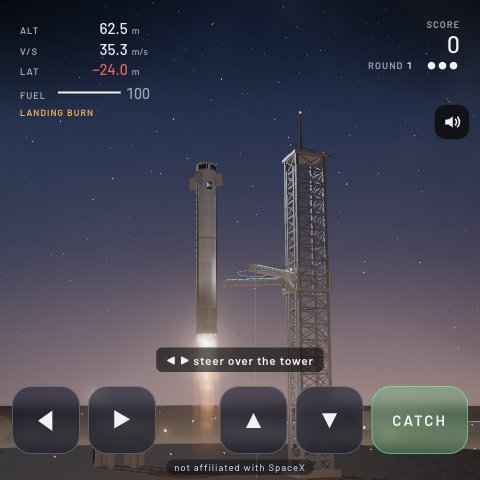 ALT 62.5 m
V/S 35.3 m/s
LAT −24.0 m
FUEL 100
LANDING BURN
SCORE
0
ROUND 1
steer over the tower
CATCH
not affiliated with SpaceX